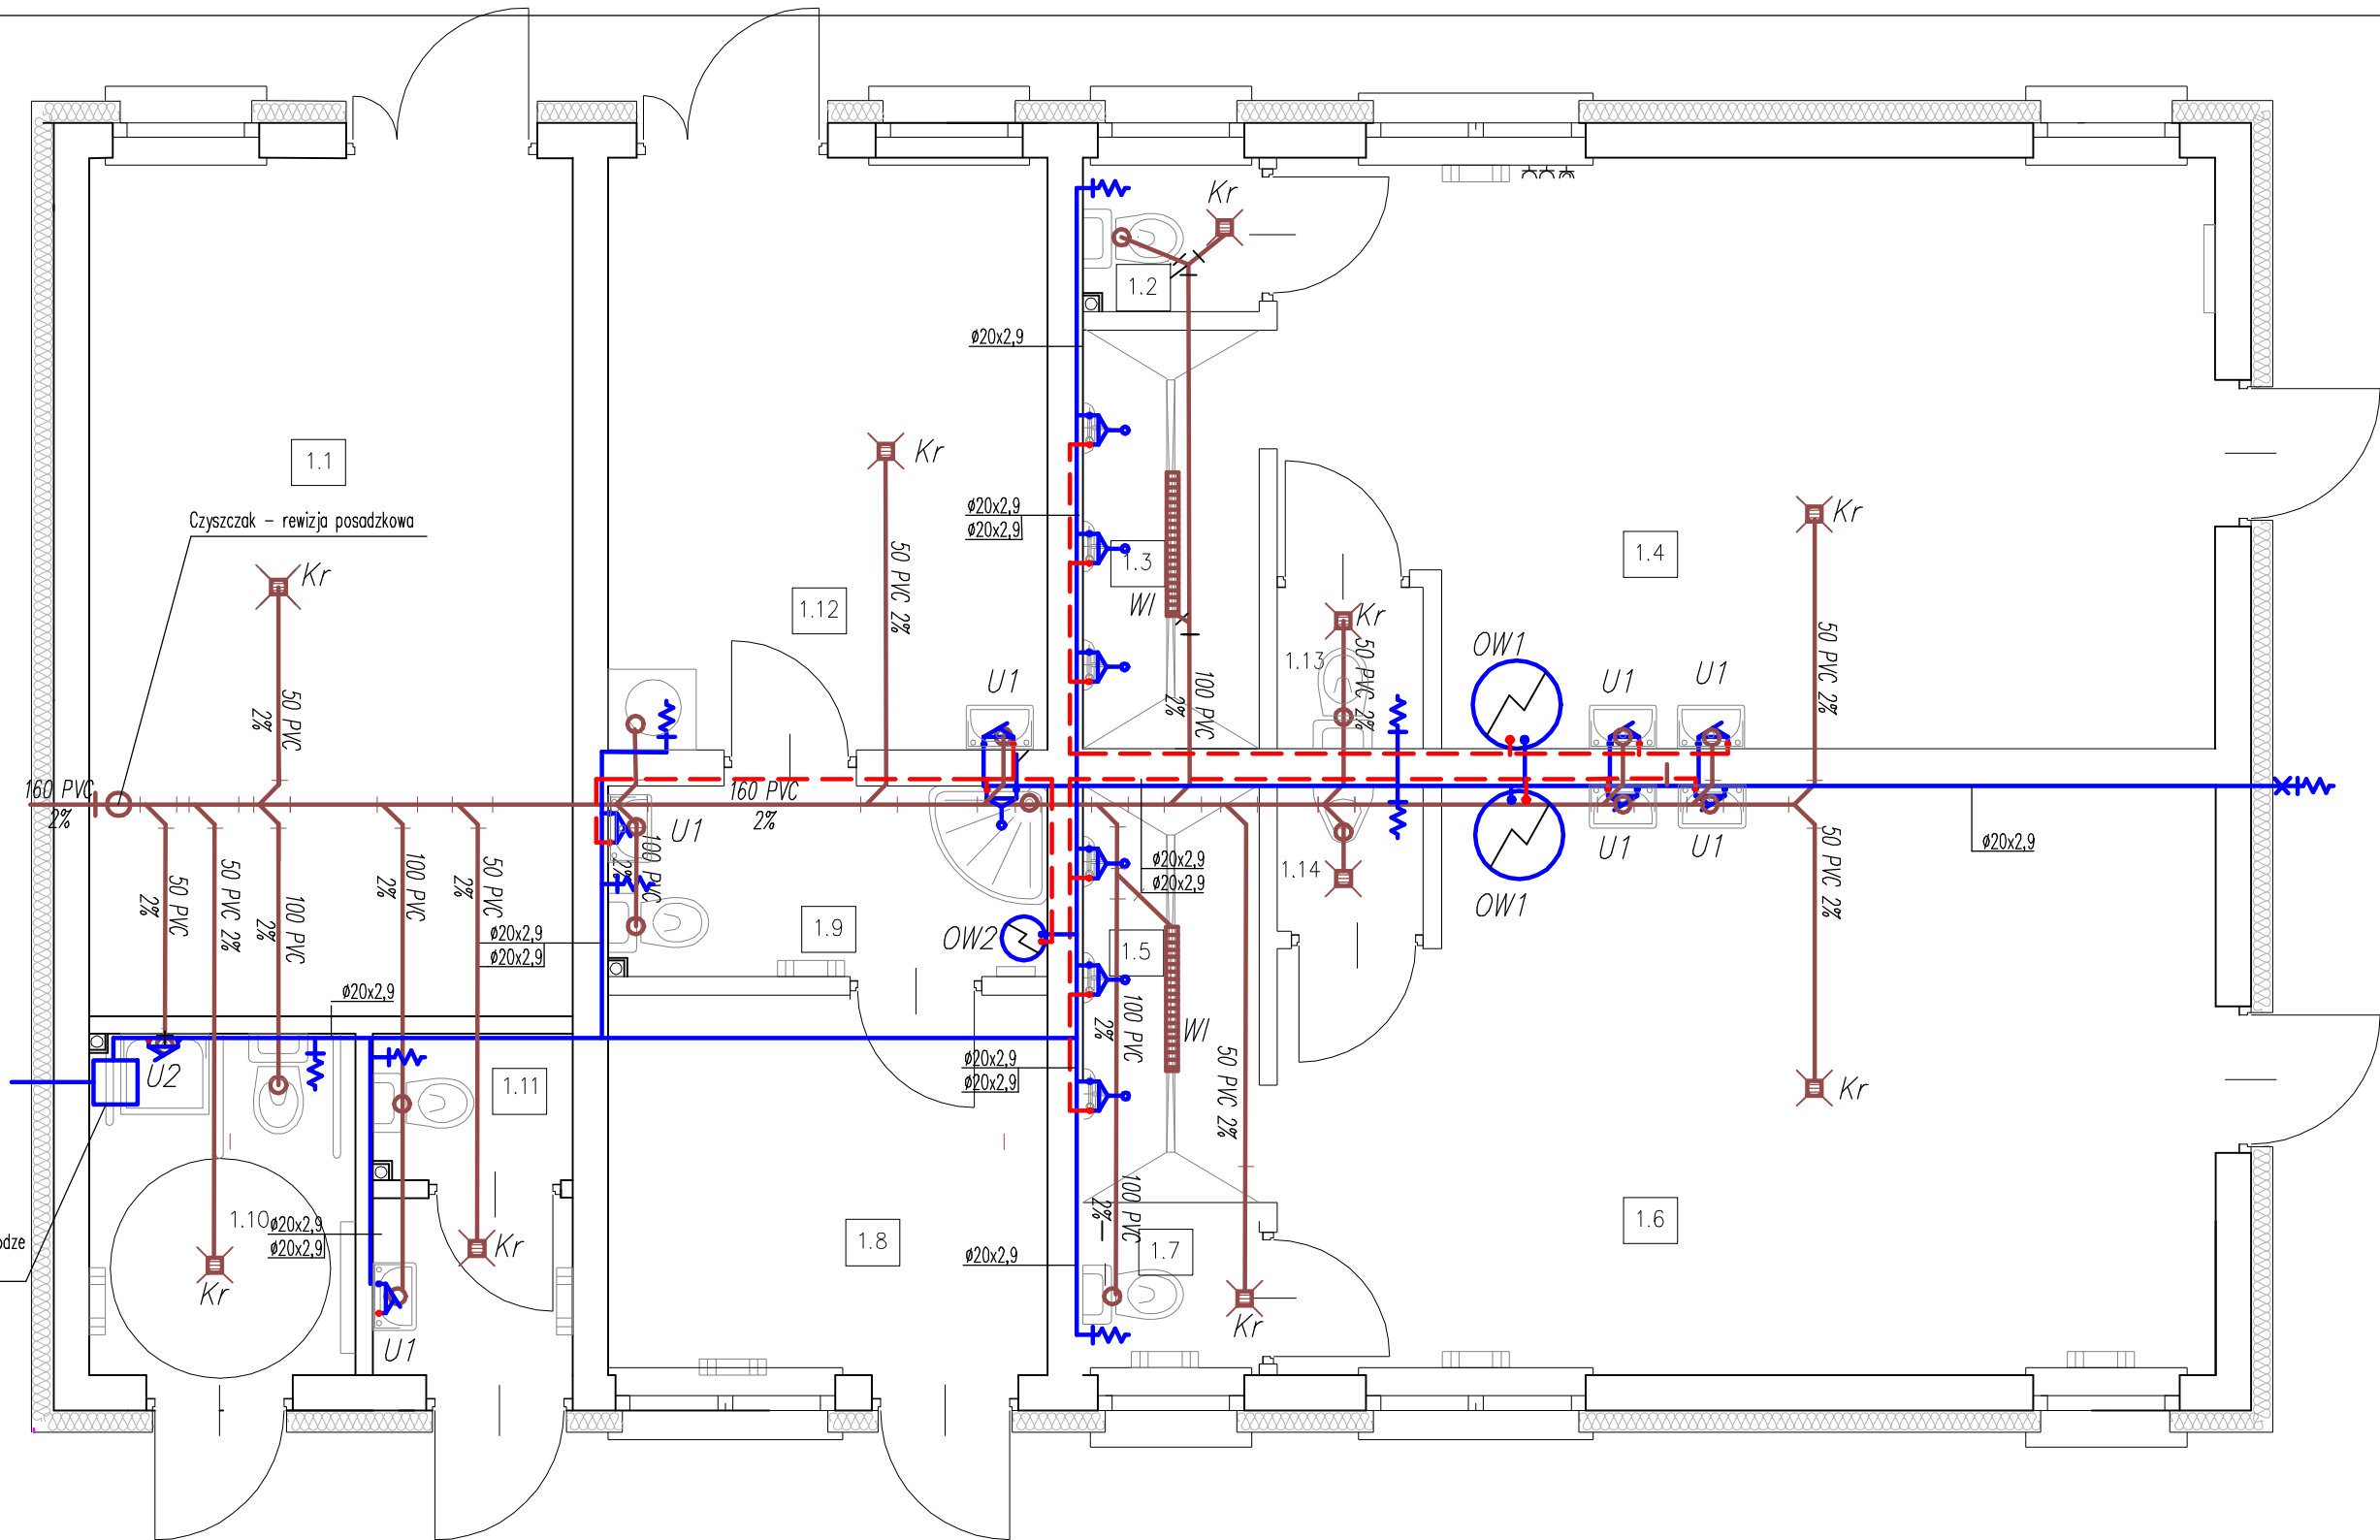 Kr
1.2
ø20x2,9
1.1
Kr
Czyszczak – rewizja posadzkowa
ø20x2,9
ø20x2,9
Kr
1.4
1.3
50 PVC 2%
Kr
1.12
WI
Kr
50 PVC 2%
1.13
OW1
50 PVC 2%
U1
U1
U1
50 PVC
2%
100 PVC
2%
160 PVC
2%
160 PVC
2%
U1
100 PVC
2%
ø20x2,9
ø20x2,9
1.14
OW1
U1
U1
50 PVC 2%
ø20x2,9
50 PVC
2%
50 PVC 2%
100 PVC
2%
100 PVC
2%
50 PVC
2%
ø20x2,9
ø20x2,9
1.9
OW2
1.5
ø20x2,9
100 PVC
2%
WI
50 PVC 2%
U2
1.11
ø20x2,9
ø20x2,9
Kr
1.10
ø20x2,9
ø20x2,9
odze
Kr
1.8
ø20x2,9
100 PVC
2%
1.7
1.6
Kr
Kr
U1